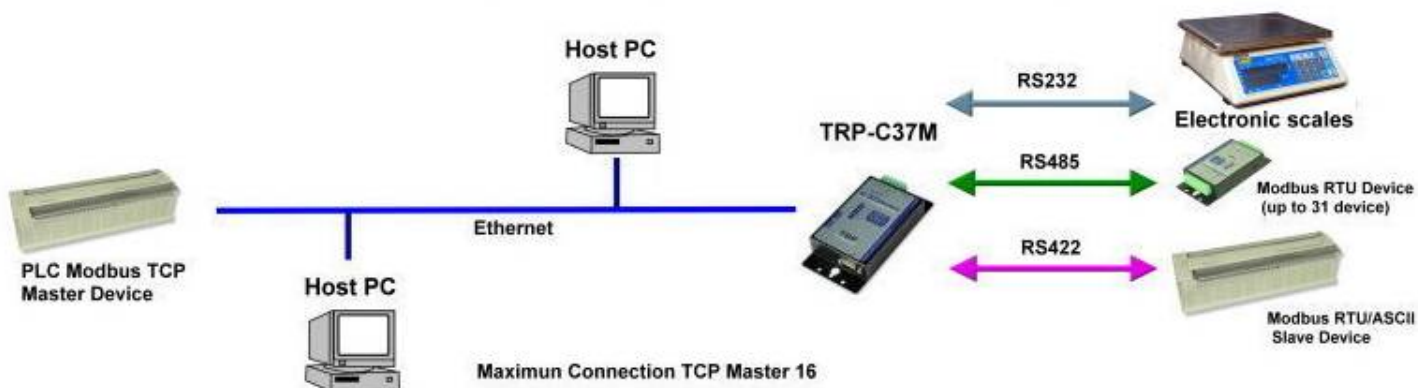 Host PC
RS232
TRP-C37M
Electronic scales
RS485
Modbus RTU Device
(up to 31 device)
Ethernet
RS422
PLC Modbus TCP
Master Device
Host PC
Modbus RTU/ASCII
Slave Device
Maximun Connection TCP Master 16